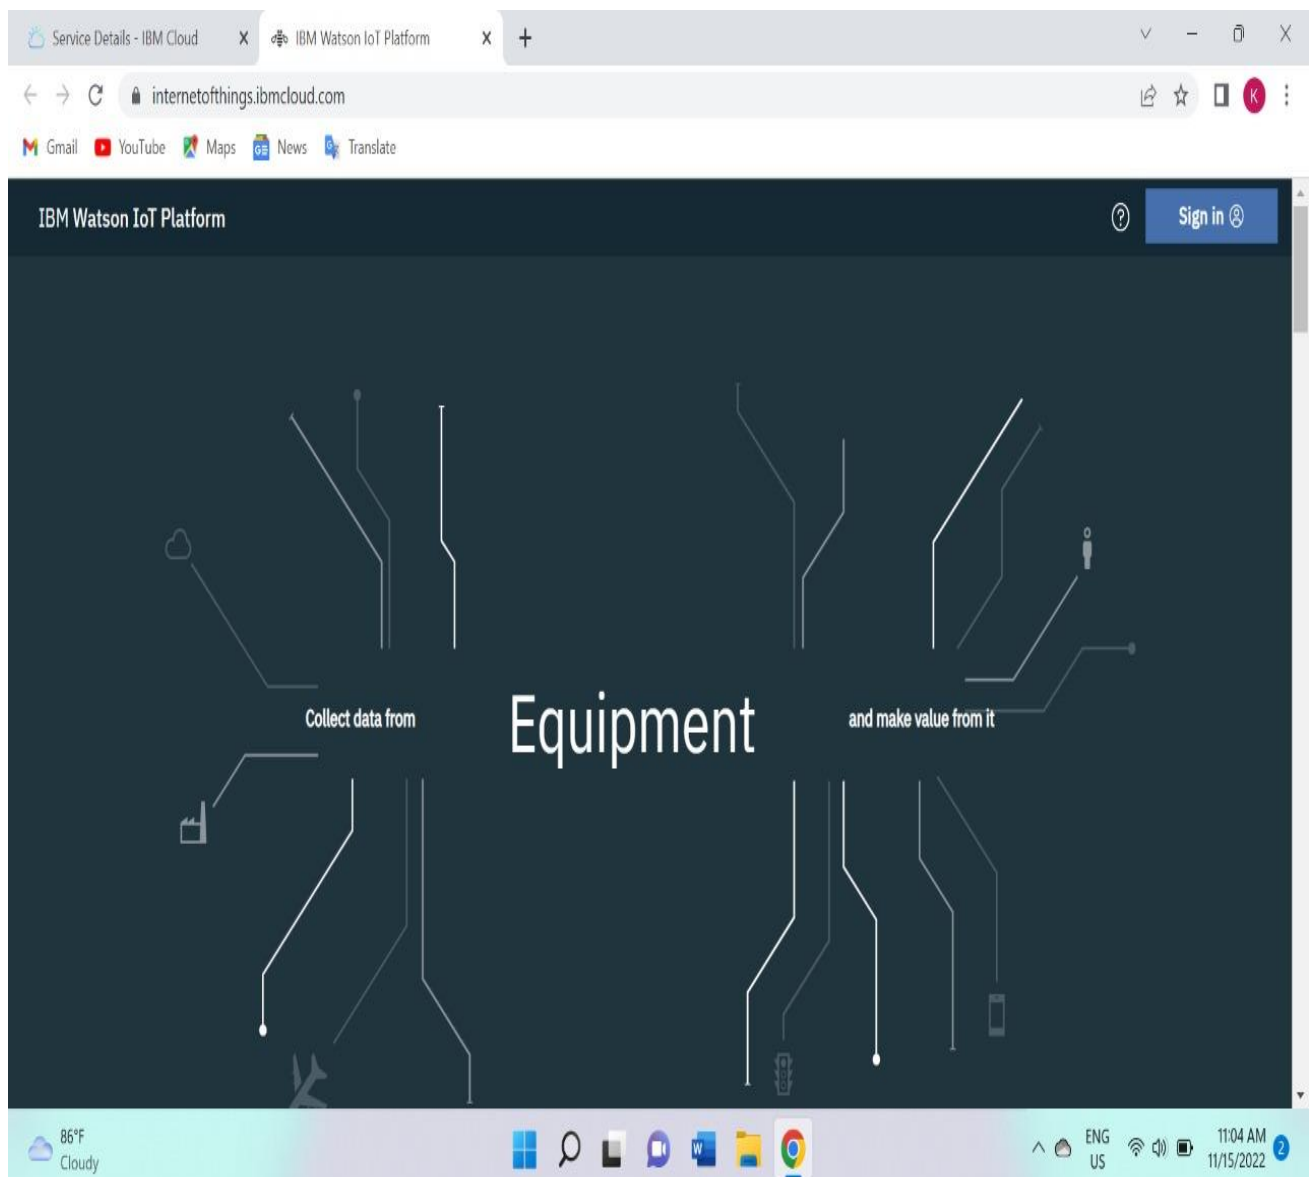 Service Details - IBM Cloud
IBM Watson IoT Platform
internetofthings.ibmcloud.com
K
Gmail
YouTube
Maps
GE
News
Translate
IBM Watson IoT Platform
?
Sign in
Collect data from
Equipment
and make value from it
86°F
Cloudy
W
ENG
US
11:04 AM
11/15/2022
2